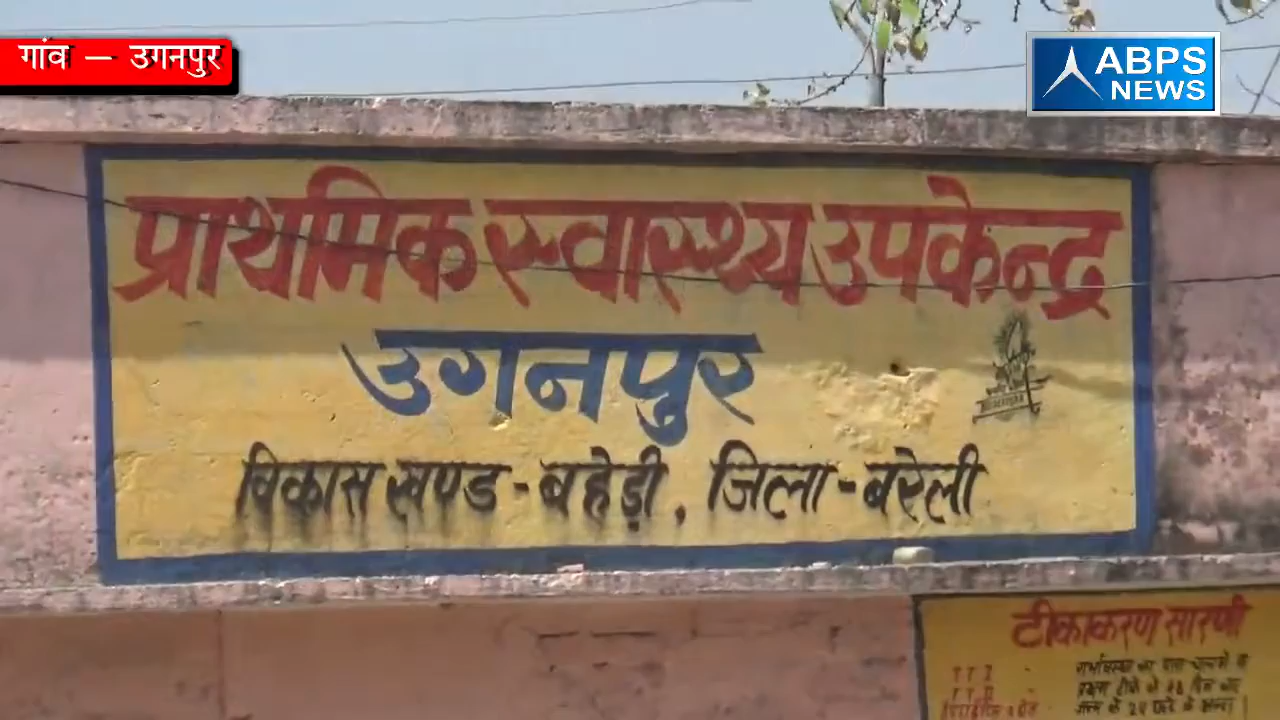 गांव – उगनपुर
ABPS
NEWS
प्राथमिक स्वास्थ्य उपकेन्द्र
उगनपुर
विकास खण्ड - बहेड़ी, जिला - बरेली
टीकाकरण सारणी